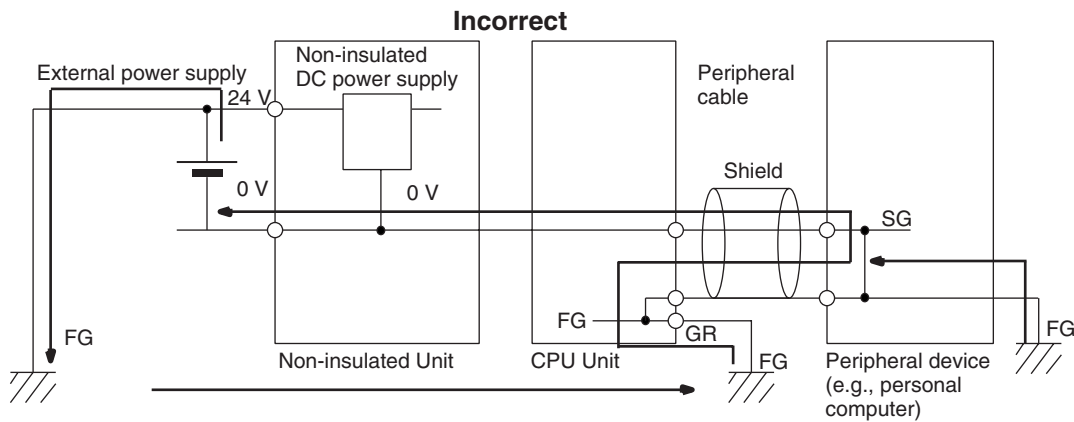 Incorrect
External power supply
Non-insulated
DC power supply
Peripheral
cable
24 V
Shield
0 V
0 V
SG
FG
FG
GR
FG
FG
Non-insulated Unit
CPU Unit
Peripheral device
(e.g., personal
computer)